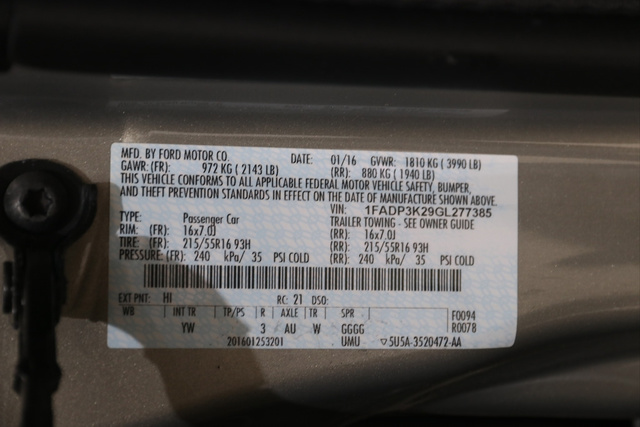 MFD. BY FORD MOTOR CO. DATE: 01/16 GVWR: 1810 KG ( 3990 LB)
GAWR: (FR): 972 KG ( 2143 LB) (RR): 880 KG ( 1940 LB)
THIS VEHICLE CONFORMS TO ALL APPLICABLE FEDERAL MOTOR VEHICLE SAFETY, BUMPER,
AND THEFT PREVENTION STANDARDS IN EFFECT ON THE DATE OF MANUFACTURE SHOWN ABOVE.
VIN: 1FADP3K29GL277385
TYPE: Passenger Car TRAILER TOWING - SEE OWNER GUIDE
RIM: (FR): 16x7.0J (RR): 16x7.0J
TIRE: (FR): 215/55R16 93H (RR): 215/55R16 93H
PRESSURE: (FR): 240 kPa/ 35 PSI COLD (RR): 240 kPa/ 35 PSI COLD
EXT PNT: HI RC: 21 DSO:
WB INT TR TP/PS R AXLE TR SPR F0094
YW 3 AU W GGGG R0078
201601253201 UMU ▽5U5A-3520472-AA